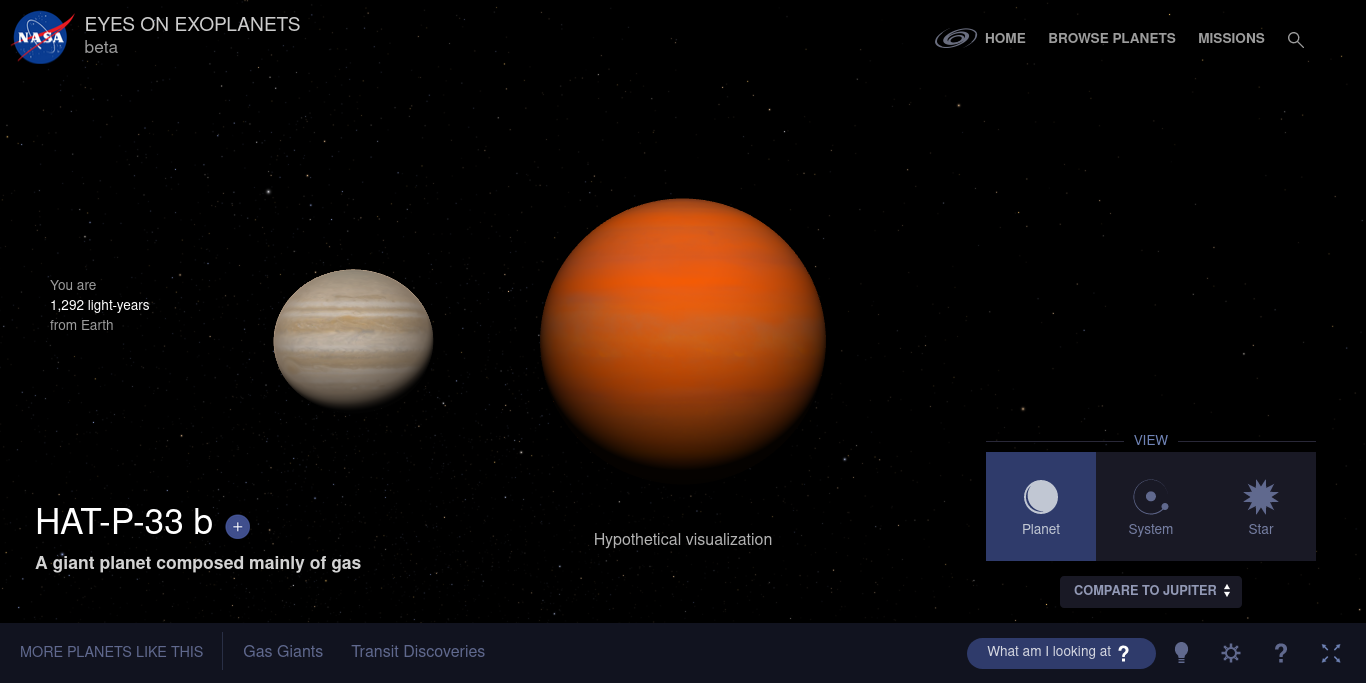 NASA
EYES ON EXOPLANETS
beta
HOME
BROWSE PLANETS
MISSIONS
You are
1,292 light-years
from Earth
VIEW
Planet
System
Star
HAT-P-33 b +
A giant planet composed mainly of gas
Hypothetical visualization
COMPARE TO JUPITER
MORE PLANETS LIKE THIS
Gas Giants
Transit Discoveries
What am I looking at ?
?